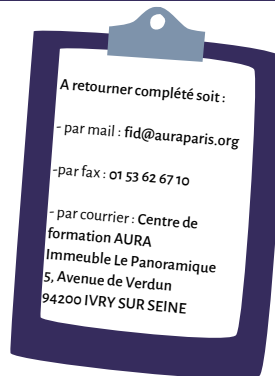 A retourner complété soit :
- par mail : fid@auraparis.org
-par fax : 01 53 62 67 10
- par courrier : Centre de
formation AURA
Immeuble Le Panoramique
5, Avenue de Verdun
94200 IVRY SUR SEINE